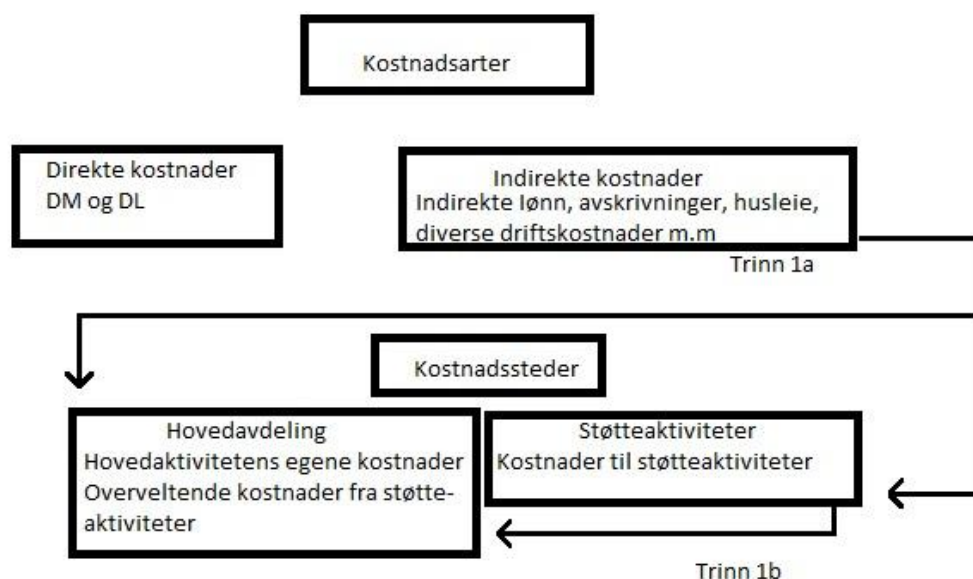 Kostnadsarter
Direkte kostnader
DM og DL
Indirekte kostnader
Indirekte lønn, avskrivninger, husleie,
diverse driftskostnader m.m
Trinn 1a
Kostnadssteder
Hovedavdeling
Hovedaktivitetens egene kostnader
Overveltende kostnader fra støtte-
aktiviteter
Støtteaktiviteter
Kostnader til støtteaktiviteter
Trinn 1b